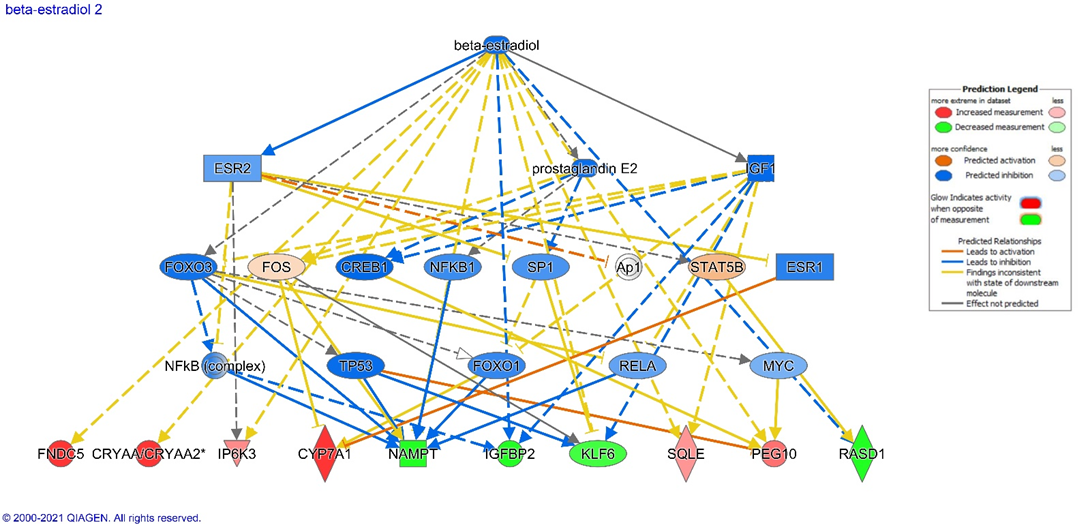 beta-estradiol 2
beta-estradiol
ESR2
prostaglandin E2
IGF1
FOXO3
FOS
CREB1
NFKB1
SP1
Ap1
STAT5B
ESR1
NFkB (complex)
TP53
FOXO1
RELA
MYC
FNDC5
CRYAA/CRYAA2*
IP6K3
CYP7A1
NAMPT
IGFBP2
KLF6
SQLE
PEG10
RASD1
Prediction Legend
more extreme in dataset
less
Increased measurement
Decreased measurement
more confidence
less
Predicted activation
Predicted inhibition
Glow Indicates activity
when opposite
of measurement
Predicted Relationships
Leads to activation
Leads to inhibition
Findings inconsistent
with state of downstream
molecule
Effect not predicted
© 2000-2021 QIAGEN. All rights reserved.